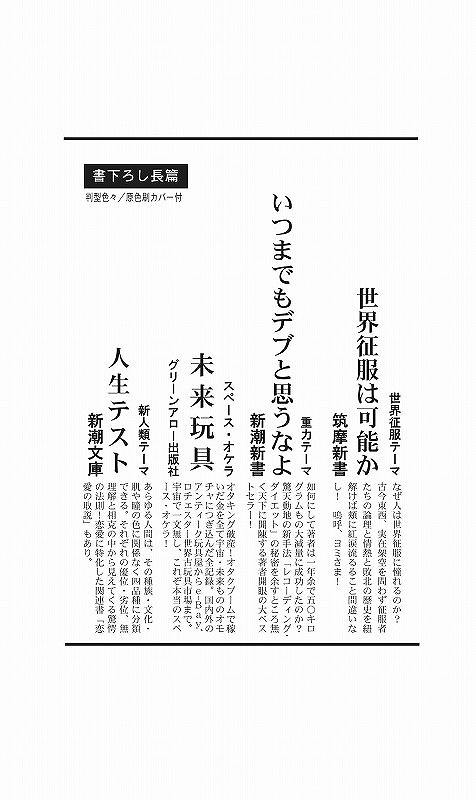 書下ろし長篇
判型色々／原色刷カバー付
世界征服テーマ
世界征服は可能か
筑摩新書
なぜ人は世界征服に憧れるのか？
古今東西、実在架空を問わず征服者
たちの論理と情熱と敗北の歴史を紐
解けば頬に紅涙流るること間違いな
し！　嗚呼、ヨミさま！
重力テーマ
いつまでもデブと思うなよ
新潮新書
如何にして著者は一年余で五〇キロ
グラムもの大減量に成功したのか？
驚天動地の新手法「レコーディング・
ダイエット」の秘密を余すところ無
く天下に開陳する著者開眼の大ベス
トセラー！
スペース・オケラ
未来玩具
グリーンアロー出版社
オタキング破産！オタクブームで稼
いだ金を全て宇宙・未来もののオモ
チャにつぎ込んだ全記録。国内外の
アンティーク玩具屋からeBay、
ロチェスター世界古玩具市場まで。
宇宙で一文無し、これぞ本当のスペ
ース・オケラ！
新人類テーマ
人生テスト
新潮文庫
あらゆる人間は、その種族・文化・
肌や瞳の色に関係なく四品種に分類
できる。それぞれの優位・劣位、無
理解と相克の中から見えてくる驚愕
の法則！恋愛に特化した関連書『恋
愛の取説』もあり。